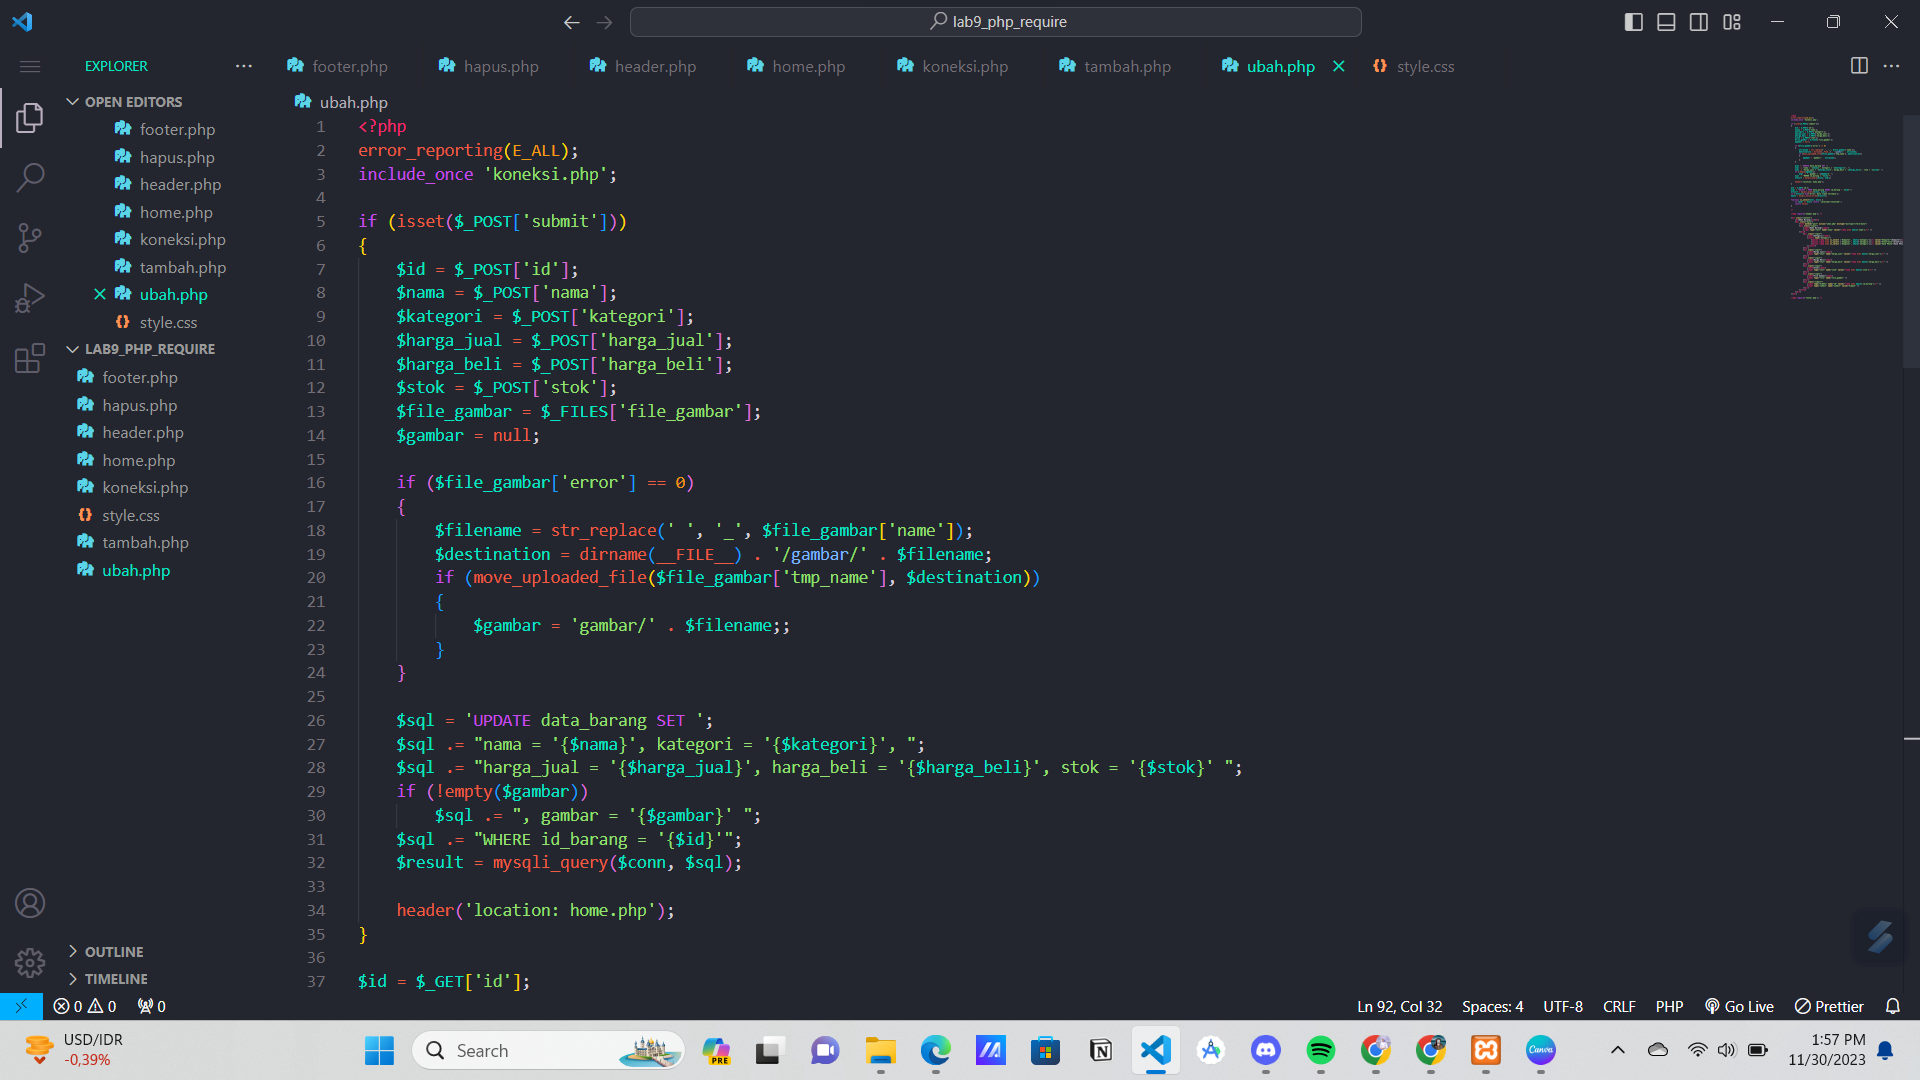 lab9_php_require
EXPLORER
footer.php
hapus.php
header.php
home.php
koneksi.php
tambah.php
ubah.php
style.css
OPEN EDITORS
footer.php
hapus.php
header.php
home.php
koneksi.php
tambah.php
ubah.php
style.css
LAB9_PHP_REQUIRE
footer.php
hapus.php
header.php
home.php
koneksi.php
style.css
tambah.php
ubah.php
OUTLINE
TIMELINE
ubah.php
1 <?php
2 error_reporting(E_ALL);
3 include_once 'koneksi.php';
4
5 if (isset($_POST['submit']))
6 {
7     $id = $_POST['id'];
8     $nama = $_POST['nama'];
9     $kategori = $_POST['kategori'];
10     $harga_jual = $_POST['harga_jual'];
11     $harga_beli = $_POST['harga_beli'];
12     $stok = $_POST['stok'];
13     $file_gambar = $_FILES['file_gambar'];
14     $gambar = null;
15
16     if ($file_gambar['error'] == 0)
17     {
18         $filename = str_replace(' ', '_', $file_gambar['name']);
19         $destination = dirname(__FILE__) . '/gambar/' . $filename;
20         if (move_uploaded_file($file_gambar['tmp_name'], $destination))
21         {
22             $gambar = 'gambar/' . $filename;;
23         }
24     }
25
26     $sql = 'UPDATE data_barang SET ';
27     $sql .= "nama = '{$nama}', kategori = '{$kategori}', ";
28     $sql .= "harga_jual = '{$harga_jual}', harga_beli = '{$harga_beli}', stok = '{$stok}' ";
29     if (!empty($gambar))
30         $sql .= ", gambar = '{$gambar}' ";
31     $sql .= "WHERE id_barang = '{$id}'";
32     $result = mysqli_query($conn, $sql);
33
34     header('location: home.php');
35 }
36
37 $id = $_GET['id'];
0 0 0
Ln 92, Col 32
Spaces: 4
UTF-8
CRLF
PHP
Go Live
Prettier
USD/IDR
-0,39%
Search
PRE
Canva
1:57 PM
11/30/2023